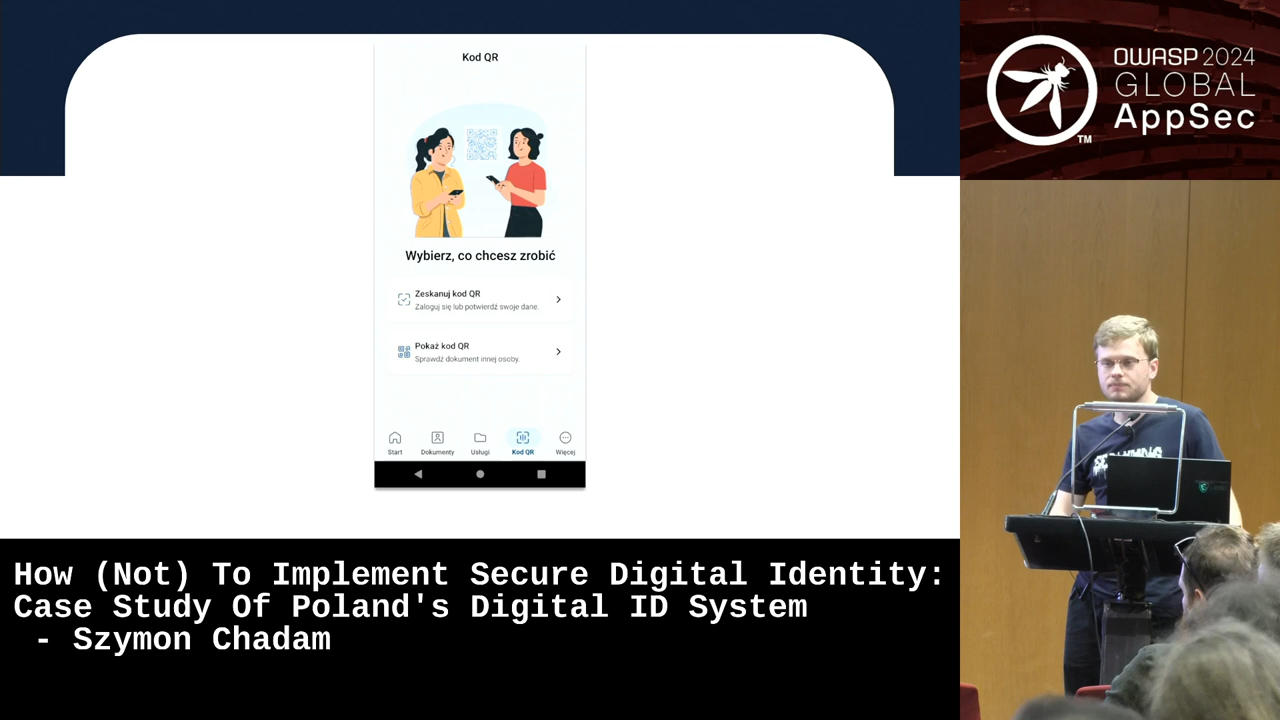 Kod QR
Wybierz, co chcesz zrobić
Zeskanuj kod QR
Zaloguj się lub potwierdź swoje dane.
Pokaż kod QR
Sprawdź dokument innej osoby.
Start Dokumenty Usługi Kod QR Więcej
OWASP 2024
GLOBAL
AppSec
TM
How (Not) To Implement Secure Digital Identity:
Case Study Of Poland's Digital ID System
- Szymon Chadam